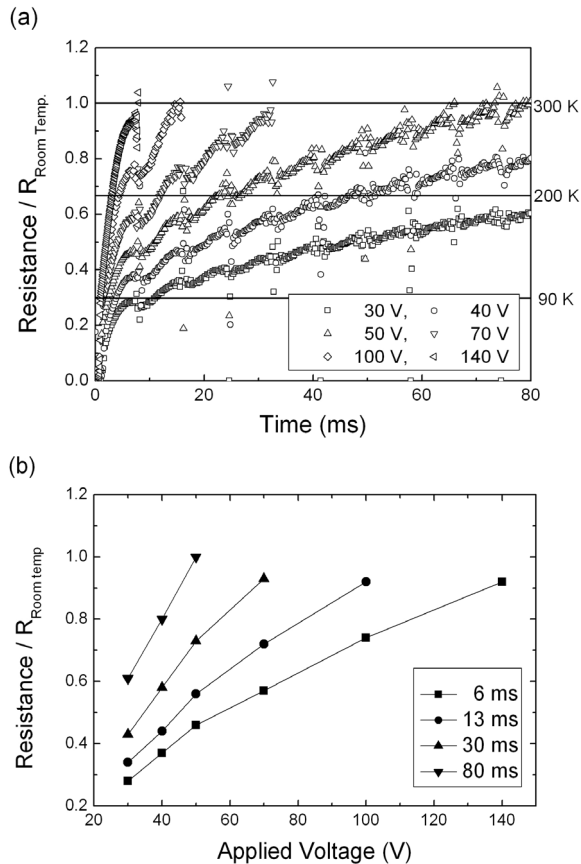 (a)
1.2
1.0
0.8
0.6
0.4
0.2
0.0
Resistance / R Room Temp.
300 K
200 K
90 K
30 V, 40 V
50 V, 70 V
100 V, 140 V
0 20 40 60 80
Time (ms)
(b)
1.2
1.0
0.8
0.6
0.4
0.2
Resistance / R Room temp
6 ms
13 ms
30 ms
80 ms
20 40 60 80 100 120 140
Applied Voltage (V)